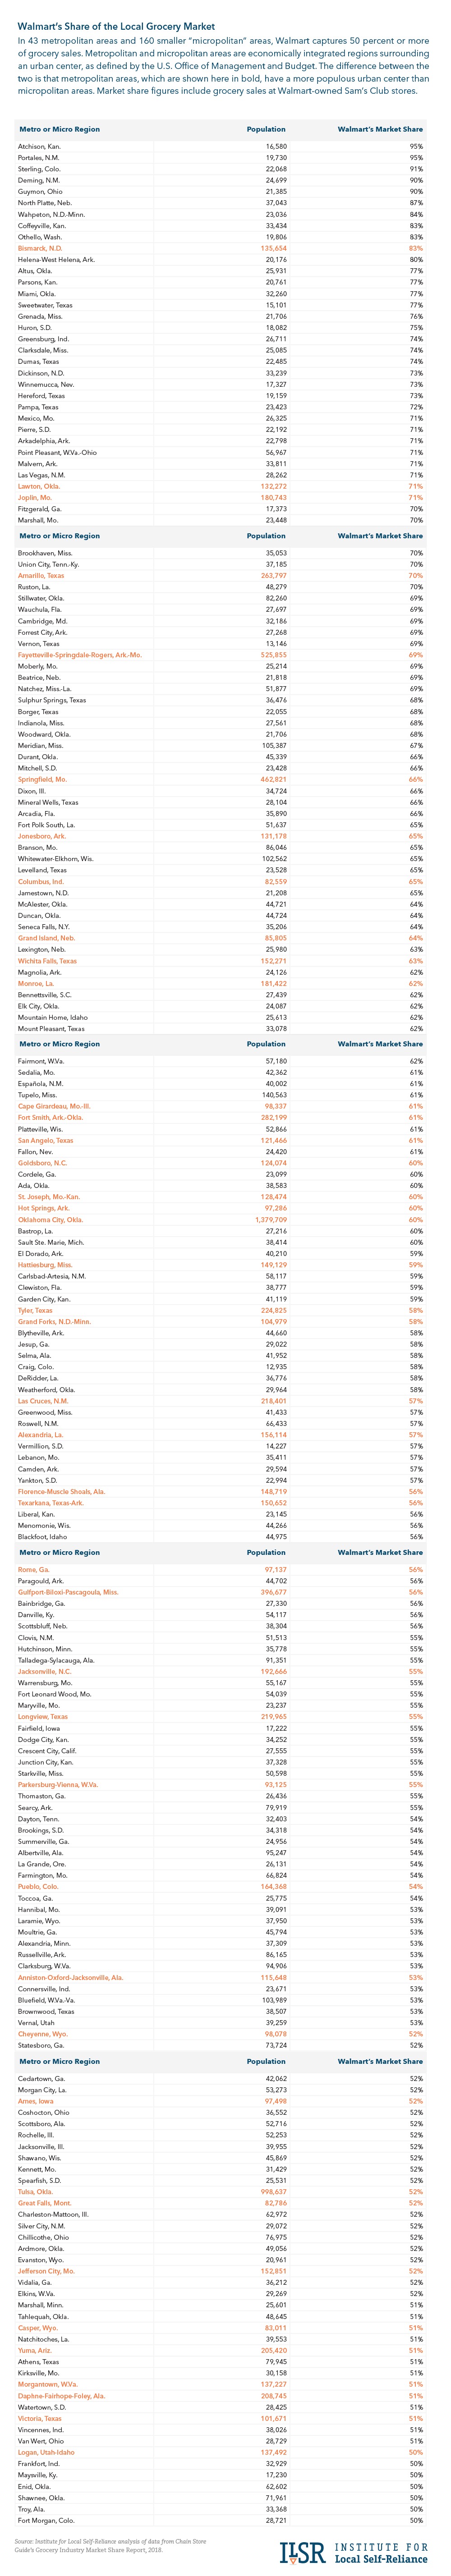 Walmart's Share of the Local Grocery Market
In 43 metropolitan areas and 160 smaller "micropolitan" areas, Walmart captures 50 percent or more
of grocery sales. Metropolitan and micropolitan areas are economically integrated regions surrounding
an urban center, as defined by the U.S. Office of Management and Budget. The difference between the
two is that metropolitan areas, which are shown here in bold, have a more populous urban center than
micropolitan areas. Market share figures include grocery sales at Walmart-owned Sam's Club stores.
Metro or Micro Region Population Walmart's Market Share
Atchison, Kan. 16,580 95%
Portales, N.M. 19,730 95%
Sterling, Colo. 22,068 91%
Deming, N.M. 24,699 90%
Guymon, Ohio 21,385 90%
North Platte, Neb. 37,043 87%
Wahpeton, N.D.-Minn. 23,036 84%
Coffeyville, Kan. 33,434 83%
Othello, Wash. 19,806 83%
Bismarck, N.D. 135,654 83%
Helena-West Helena, Ark. 20,176 80%
Altus, Okla. 25,931 77%
Parsons, Kan. 20,761 77%
Miami, Okla. 32,260 77%
Sweetwater, Texas 15,101 77%
Grenada, Miss. 21,706 76%
Huron, S.D. 18,082 75%
Greensburg, Ind. 26,711 74%
Clarksdale, Miss. 25,085 74%
Dumas, Texas 22,485 74%
Dickinson, N.D. 33,239 73%
Winnemucca, Nev. 17,327 73%
Hereford, Texas 19,159 73%
Pampa, Texas 23,423 72%
Mexico, Mo. 26,325 71%
Pierre, S.D. 22,192 71%
Arkadelphia, Ark. 22,798 71%
Point Pleasant, W.Va.-Ohio 56,967 71%
Malvern, Ark. 33,811 71%
Las Vegas, N.M. 28,262 71%
Lawton, Okla. 132,272 71%
Joplin, Mo. 180,743 71%
Fitzgerald, Ga. 17,373 70%
Marshall, Mo. 23,448 70%
Metro or Micro Region Population Walmart's Market Share
Brookhaven, Miss. 35,053 70%
Union City, Tenn.-Ky. 37,185 70%
Amarillo, Texas 263,797 70%
Ruston, La. 48,279 70%
Stillwater, Okla. 82,260 69%
Wauchula, Fla. 27,697 69%
Cambridge, Md. 32,186 69%
Forrest City, Ark. 27,268 69%
Vernon, Texas 13,146 69%
Fayetteville-Springdale-Rogers, Ark.-Mo. 525,855 69%
Moberly, Mo. 25,214 69%
Beatrice, Neb. 21,818 69%
Natchez, Miss.-La. 51,877 69%
Sulphur Springs, Texas 36,476 68%
Borger, Texas 22,055 68%
Indianola, Miss. 27,561 68%
Woodward, Okla. 21,706 68%
Meridian, Miss. 105,387 67%
Durant, Okla. 45,339 66%
Mitchell, S.D. 23,428 66%
Springfield, Mo. 462,821 66%
Dixon, Ill. 34,724 66%
Mineral Wells, Texas 28,104 66%
Arcadia, Fla. 35,890 66%
Fort Polk South, La. 51,637 65%
Jonesboro, Ark. 131,178 65%
Branson, Mo. 86,046 65%
Whitewater-Elkhorn, Wis. 102,562 65%
Levelland, Texas 23,528 65%
Columbus, Ind. 82,559 65%
Jamestown, N.D. 21,208 65%
McAlester, Okla. 44,721 64%
Duncan, Okla. 44,724 64%
Seneca Falls, N.Y. 35,206 64%
Grand Island, Neb. 85,805 64%
Lexington, Neb. 25,980 63%
Wichita Falls, Texas 152,271 63%
Magnolia, Ark. 24,126 62%
Monroe, La. 181,422 62%
Bennettsville, S.C. 27,439 62%
Elk City, Okla. 24,087 62%
Mountain Home, Idaho 25,613 62%
Mount Pleasant, Texas 33,078 62%
Metro or Micro Region Population Walmart's Market Share
Fairmont, W.Va. 57,180 62%
Sedalia, Mo. 42,362 61%
Española, N.M. 40,002 61%
Tupelo, Miss. 140,563 61%
Cape Girardeau, Mo.-Ill. 98,337 61%
Fort Smith, Ark.-Okla. 282,199 61%
Platteville, Wis. 52,866 61%
San Angelo, Texas 121,466 61%
Fallon, Nev. 24,420 61%
Goldsboro, N.C. 124,074 60%
Cordele, Ga. 23,099 60%
Ada, Okla. 38,583 60%
St. Joseph, Mo.-Kan. 128,474 60%
Hot Springs, Ark. 97,286 60%
Oklahoma City, Okla. 1,379,709 60%
Bastrop, La. 27,216 60%
Sault Ste. Marie, Mich. 38,414 60%
El Dorado, Ark. 40,210 59%
Hattiesburg, Miss. 149,129 59%
Carlsbad-Artesia, N.M. 58,117 59%
Clewiston, Fla. 38,777 59%
Garden City, Kan. 41,119 59%
Tyler, Texas 224,825 58%
Grand Forks, N.D.-Minn. 104,979 58%
Blytheville, Ark. 44,660 58%
Jesup, Ga. 29,022 58%
Selma, Ala. 41,952 58%
Craig, Colo. 12,935 58%
DeRidder, La. 36,776 58%
Weatherford, Okla. 29,964 58%
Las Cruces, N.M. 218,401 57%
Greenwood, Miss. 41,433 57%
Roswell, N.M. 66,433 57%
Alexandria, La. 156,114 57%
Vermillion, S.D. 14,227 57%
Lebanon, Mo. 35,411 57%
Camden, Ark. 29,594 57%
Yankton, S.D. 22,994 57%
Florence-Muscle Shoals, Ala. 148,719 56%
Texarkana, Texas-Ark. 150,652 56%
Liberal, Kan. 23,145 56%
Menomonie, Wis. 44,266 56%
Blackfoot, Idaho 44,975 56%
Metro or Micro Region Population Walmart's Market Share
Rome, Ga. 97,137 56%
Paragould, Ark. 44,702 56%
Gulfport-Biloxi-Pascagoula, Miss. 396,677 56%
Bainbridge, Ga. 27,330 56%
Danville, Ky. 54,117 56%
Scottsbluff, Neb. 38,304 56%
Clovis, N.M. 51,513 55%
Hutchinson, Minn. 35,778 55%
Talladega-Sylacauga, Ala. 91,351 55%
Jacksonville, N.C. 192,666 55%
Warrensburg, Mo. 55,167 55%
Fort Leonard Wood, Mo. 54,039 55%
Maryville, Mo. 23,237 55%
Longview, Texas 219,965 55%
Fairfield, Iowa 17,222 55%
Dodge City, Kan. 34,252 55%
Crescent City, Calif. 27,555 55%
Junction City, Kan. 37,328 55%
Starkville, Miss. 50,598 55%
Parkersburg-Vienna, W.Va. 93,125 55%
Thomaston, Ga. 26,436 55%
Searcy, Ark. 79,919 55%
Dayton, Tenn. 32,403 54%
Brookings, S.D. 34,318 54%
Summerville, Ga. 24,956 54%
Albertville, Ala. 95,247 54%
La Grande, Ore. 26,131 54%
Farmington, Mo. 66,824 54%
Pueblo, Colo. 164,368 54%
Toccoa, Ga. 25,775 54%
Hannibal, Mo. 39,091 53%
Laramie, Wyo. 37,950 53%
Moultrie, Ga. 45,794 53%
Alexandria, Minn. 37,309 53%
Russellville, Ark. 86,165 53%
Clarksburg, W.Va. 94,906 53%
Anniston-Oxford-Jacksonville, Ala. 115,648 53%
Connersville, Ind. 23,671 53%
Bluefield, W.Va.-Va. 103,989 53%
Brownwood, Texas 38,507 53%
Vernal, Utah 39,259 53%
Cheyenne, Wyo. 98,078 52%
Statesboro, Ga. 73,724 52%
Metro or Micro Region Population Walmart's Market Share
Cedartown, Ga. 42,062 52%
Morgan City, La. 53,273 52%
Ames, Iowa 97,498 52%
Coshocton, Ohio 36,552 52%
Scottsboro, Ala. 52,716 52%
Rochelle, Ill. 52,253 52%
Jacksonville, Ill. 39,955 52%
Shawano, Wis. 45,869 52%
Kennett, Mo. 31,429 52%
Spearfish, S.D. 25,531 52%
Tulsa, Okla. 998,637 52%
Great Falls, Mont. 82,786 52%
Charleston-Mattoon, Ill. 62,972 52%
Silver City, N.M. 29,072 52%
Chillicothe, Ohio 76,975 52%
Ardmore, Okla. 49,056 52%
Evanston, Wyo. 20,961 52%
Jefferson City, Mo. 152,851 52%
Vidalia, Ga. 36,212 52%
Elkins, W.Va. 29,269 52%
Marshall, Minn. 25,601 51%
Tahlequah, Okla. 48,645 51%
Casper, Wyo. 83,011 51%
Natchitoches, La. 39,553 51%
Yuma, Ariz. 205,420 51%
Athens, Texas 79,945 51%
Kirksville, Mo. 30,158 51%
Morgantown, W.Va. 137,227 51%
Daphne-Fairhope-Foley, Ala. 208,745 51%
Watertown, S.D. 28,425 51%
Victoria, Texas 101,671 51%
Vincennes, Ind. 38,026 51%
Van Wert, Ohio 28,729 51%
Logan, Utah-Idaho 137,492 50%
Frankfort, Ind. 32,929 50%
Maysville, Ky. 17,230 50%
Enid, Okla. 62,602 50%
Shawnee, Okla. 71,961 50%
Troy, Ala. 33,368 50%
Fort Morgan, Colo. 28,721 50%
Source: Institute for Local Self-Reliance analysis of data from Chain Store
Guide's Grocery Industry Market Share Report, 2018.
ILSR INSTITUTE FOR
Local Self-Reliance